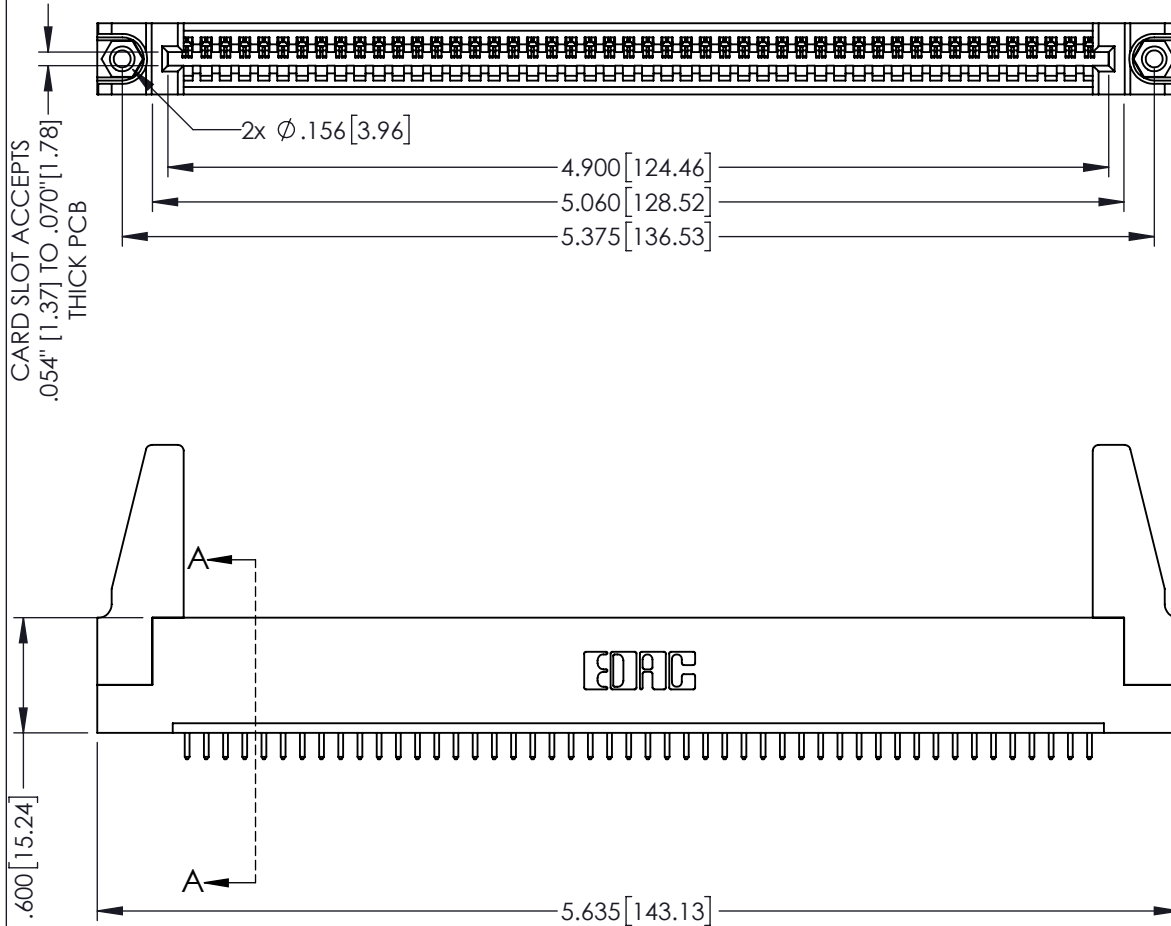 2x Ø.156[3.96]
4.900[124.46]
5.060[128.52]
5.375[136.53]
CARD SLOT ACCEPTS
.054" [1.37] TO .070"[1.78]
THICK PCB
A
EDAC
.600[15.24]
A
5.635[143.13]